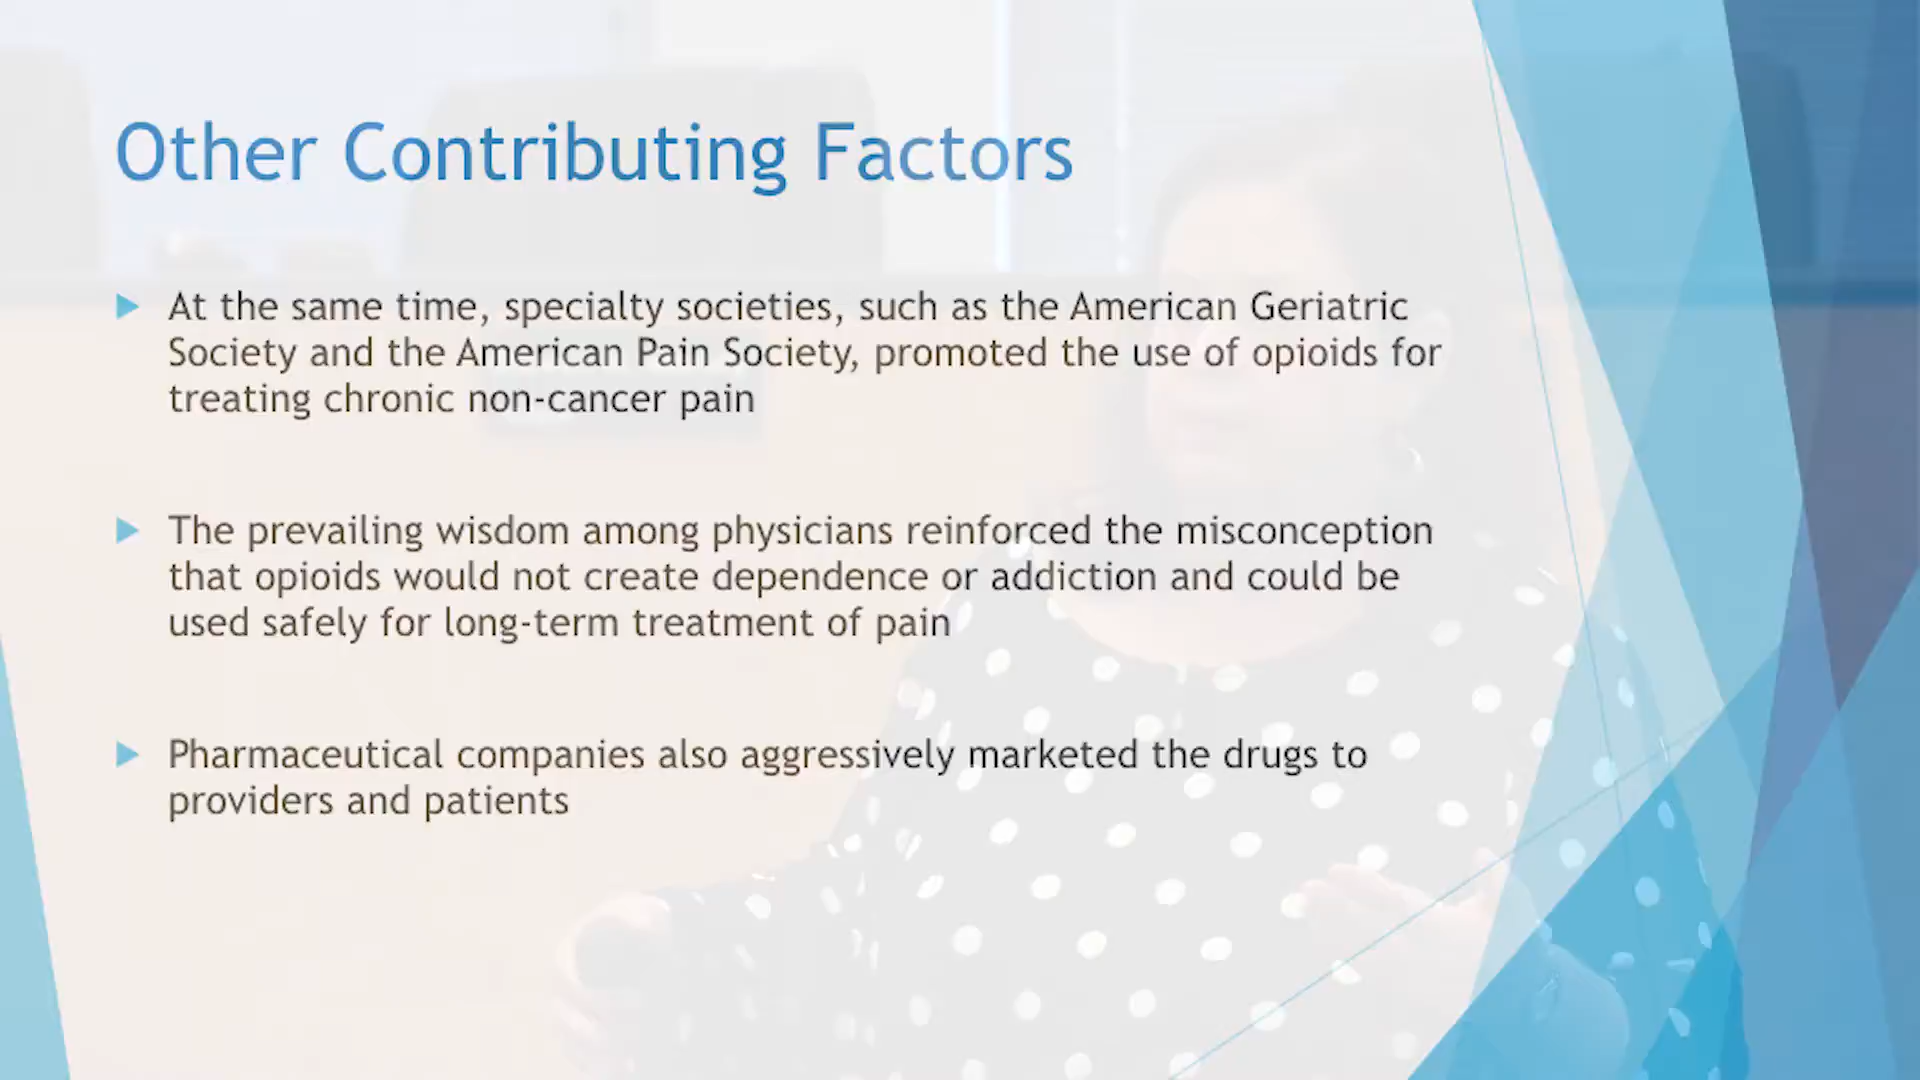 Other Contributing Factors
At the same time, specialty societies, such as the American Geriatric
Society and the American Pain Society, promoted the use of opioids for
treating chronic non-cancer pain
The prevailing wisdom among physicians reinforced the misconception
that opioids would not create dependence or addiction and could be
used safely for long-term treatment of pain
Pharmaceutical companies also aggressively marketed the drugs to
providers and patients